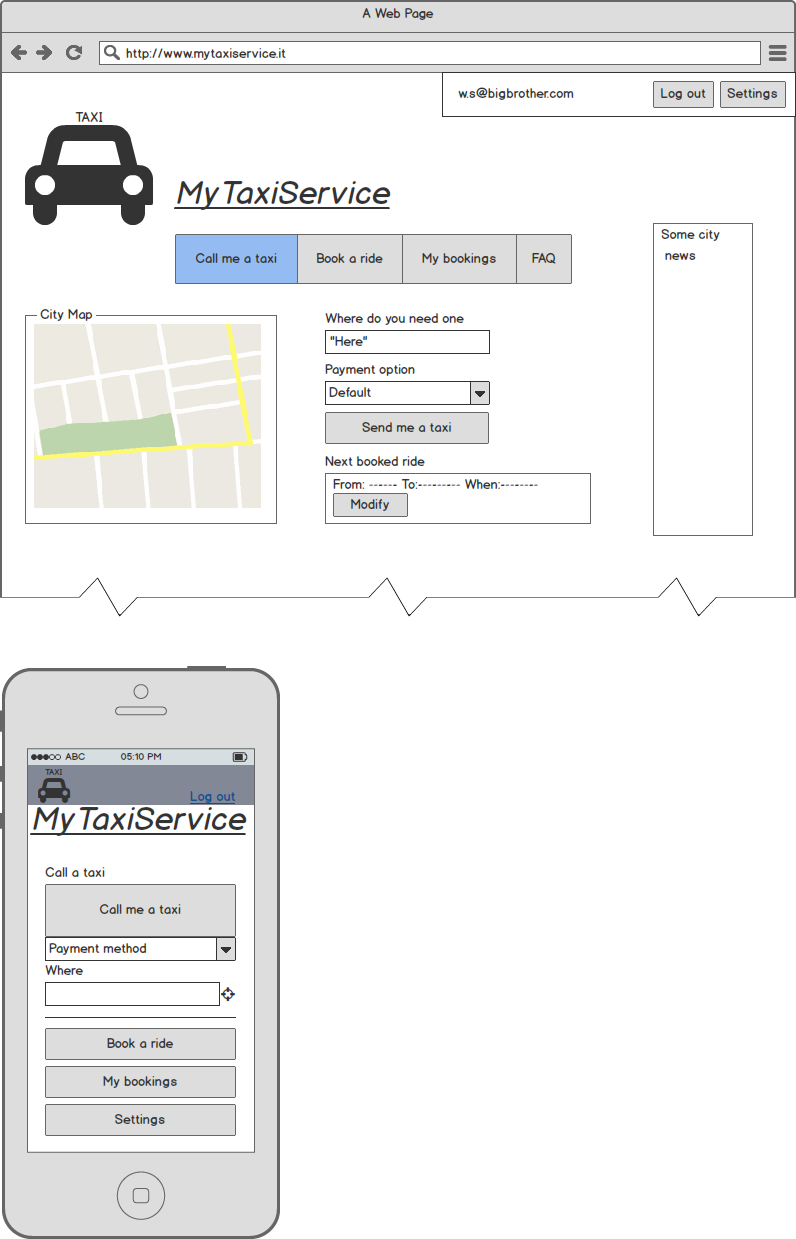 A Web Page
http://www.mytaxiservice.it
w.s@bigbrother.com
Log out
Settings
TAXI
MyTaxiService
Call me a taxi
Book a ride
My bookings
FAQ
Some city
news
City Map
Where do you need one
"Here"
Payment option
Default
Send me a taxi
Next booked ride
From: ------ To:--------- When:--------
Modify
ABC
05:10 PM
TAXI
Log out
MyTaxiService
Call a taxi
Call me a taxi
Payment method
Where
Book a ride
My bookings
Settings